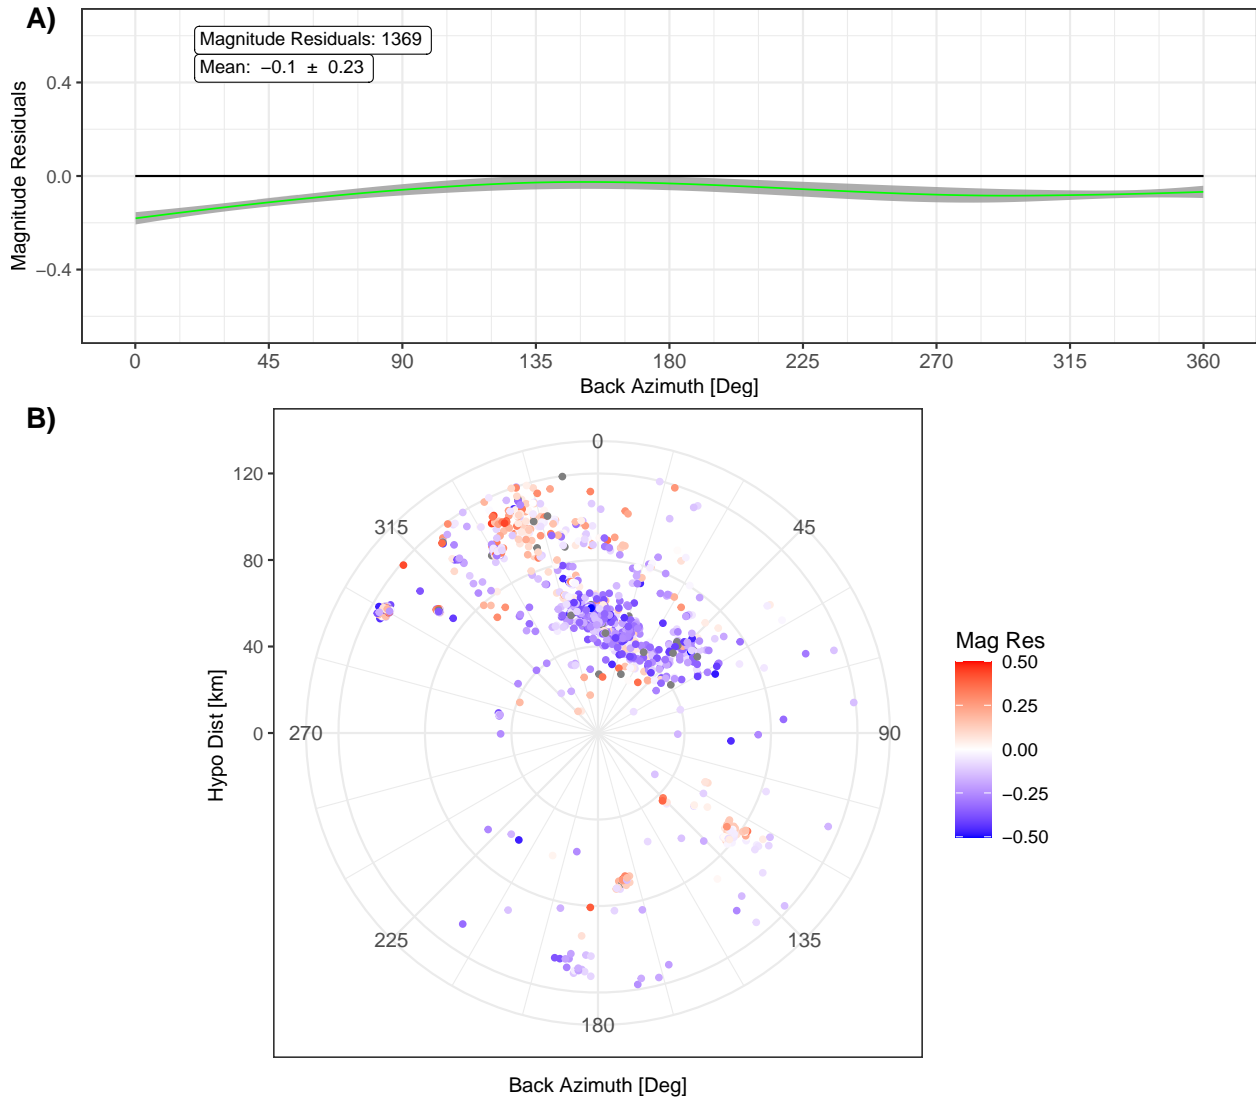 A)
Magnitude Residuals: 1369
Mean:  −0.1  ±  0.23
Magnitude Residuals
0.4
0.0
−0.4
0 45 90 135 180 225 270 315 360
Back Azimuth [Deg]
B)
Hypo Dist [km]
120
80
40
0
0
45
90
135
180
225
270
315
Back Azimuth [Deg]
Mag Res
0.50
0.25
0.00
−0.25
−0.50